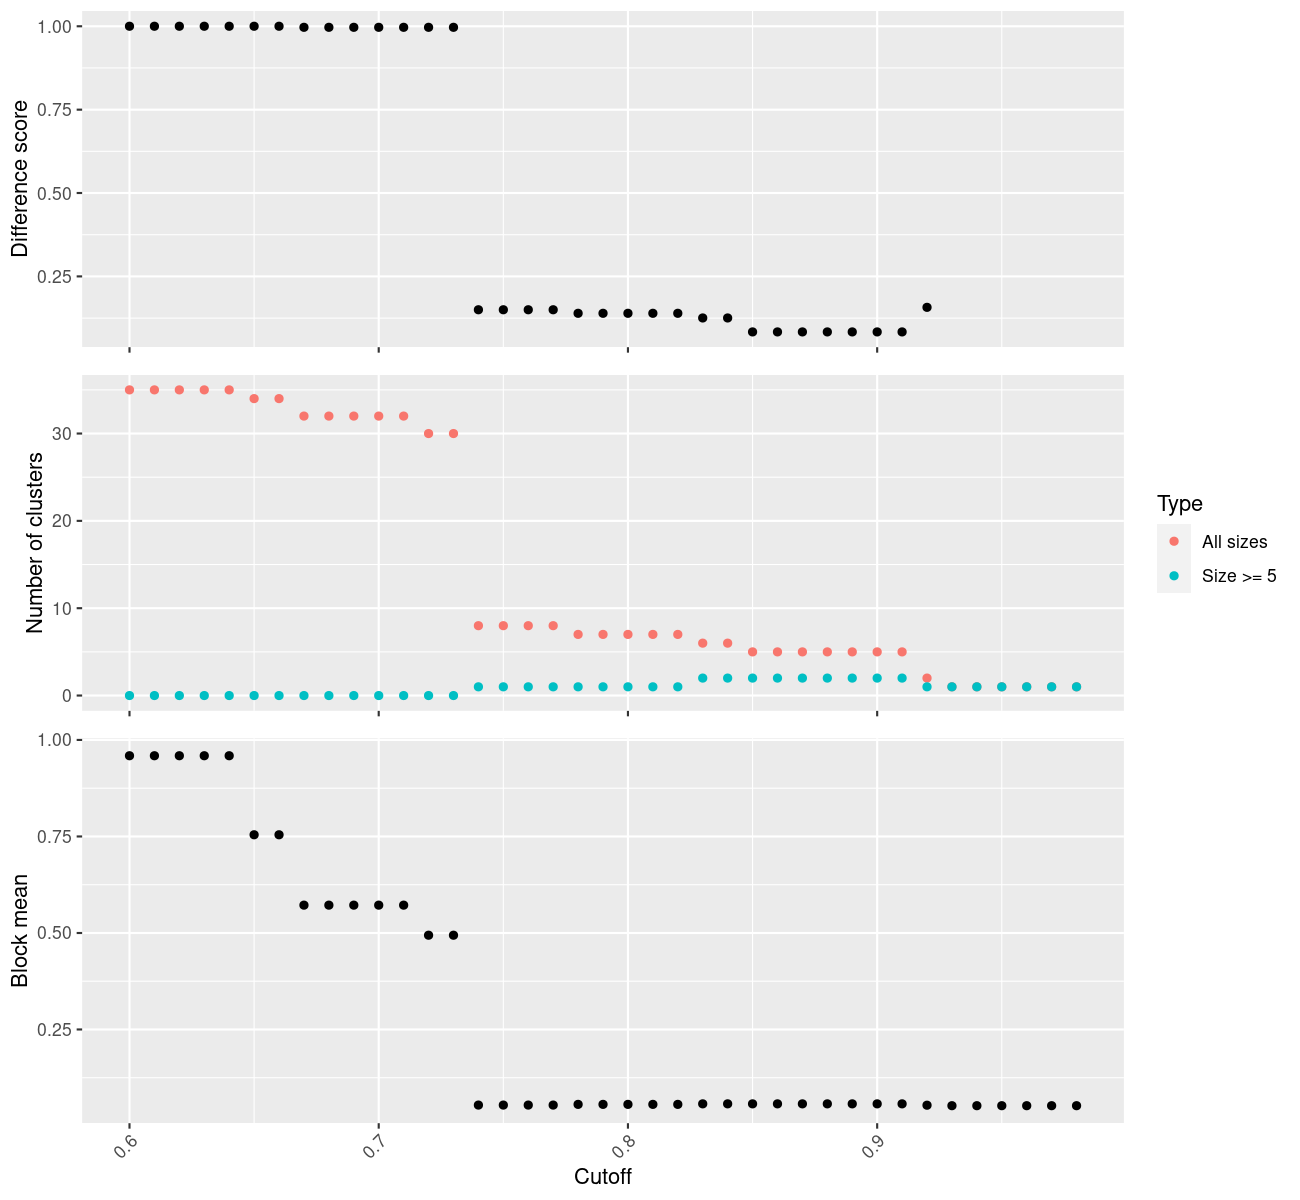 1.00
0.75
0.50
0.25
Difference score
30
20
10
0
Number of clusters
Type
All sizes
Size >= 5
1.00
0.75
0.50
0.25
Block mean
0.6
0.7
0.8
0.9
Cutoff